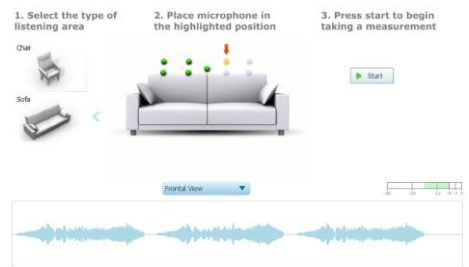 1. Select the type of
listening area
2. Place microphone in
the highlighted position
3. Press start to begin
taking a measurement
Chair
Sofa
Start
Frontal View